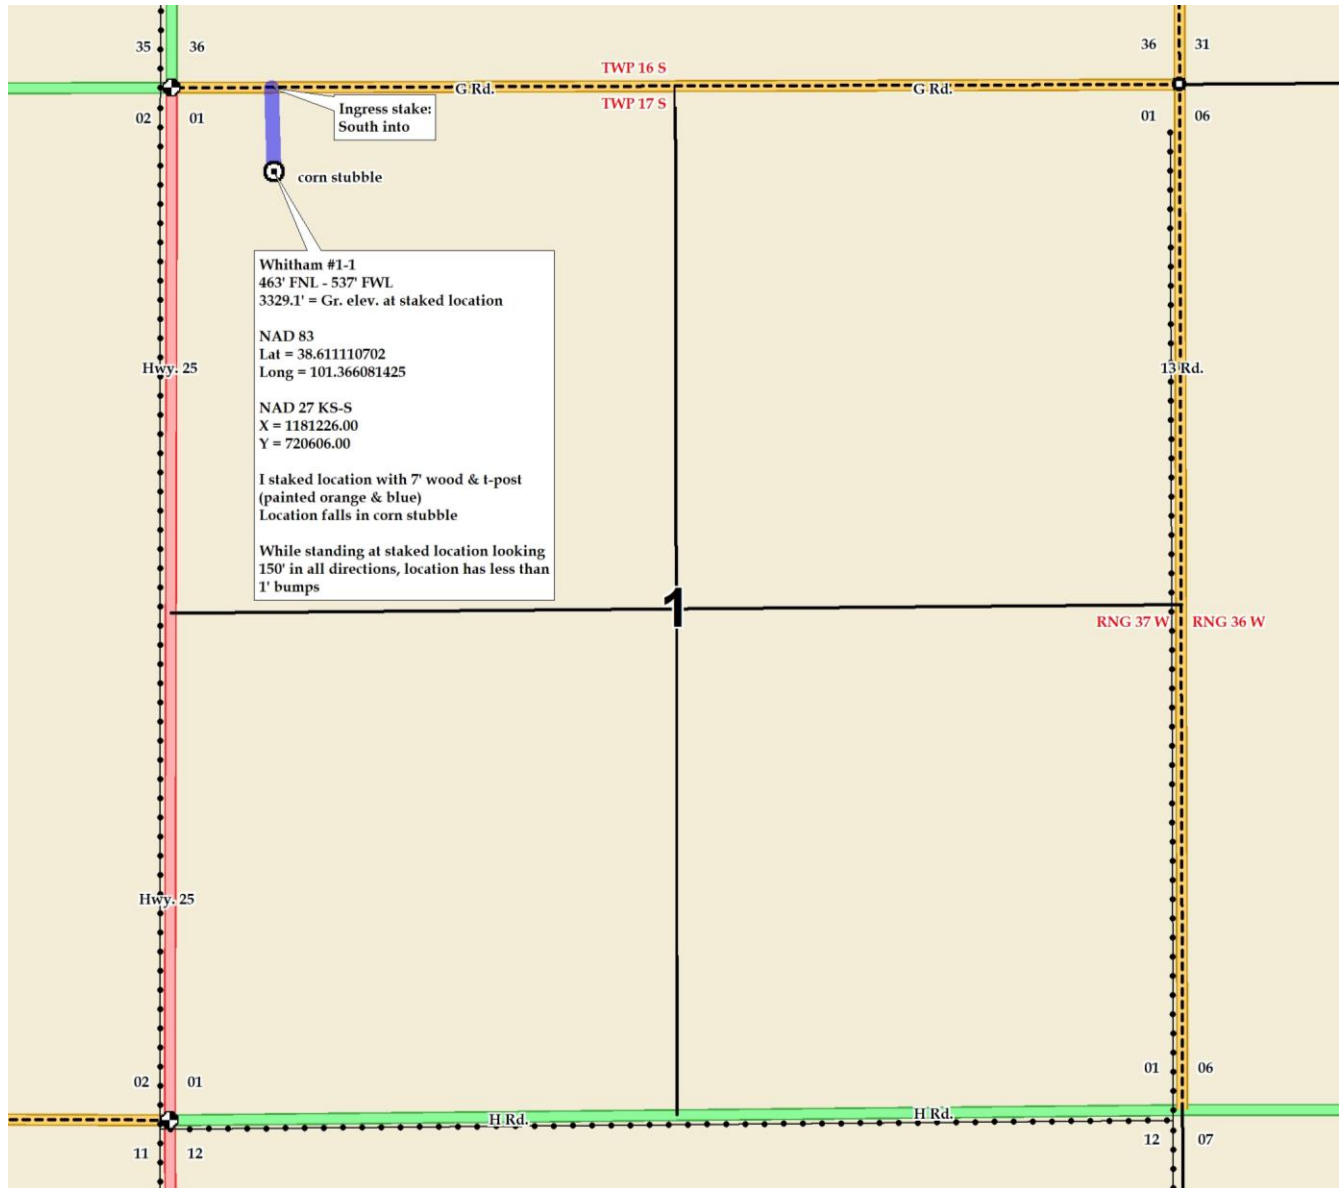 35 36
36 31
TWP 16 S
G Rd.
G Rd.
TWP 17 S
Ingress stake:
South into
02 01
01 06
corn stubble
Whitham #1-1
463' FNL - 537' FWL
3329.1' = Gr. elev. at staked location
NAD 83
Lat = 38.611110702
Long = 101.366081425
NAD 27 KS-S
X = 1181226.00
Y = 720606.00
I staked location with 7' wood & t-post
(painted orange & blue)
Location falls in corn stubble
While standing at staked location looking
150' in all directions, location has less than
1' bumps
Hwy. 25
13 Rd.
1
RNG 37 W
RNG 36 W
Hwy. 25
02 01
01 06
H Rd.
H Rd.
11 12
12 07